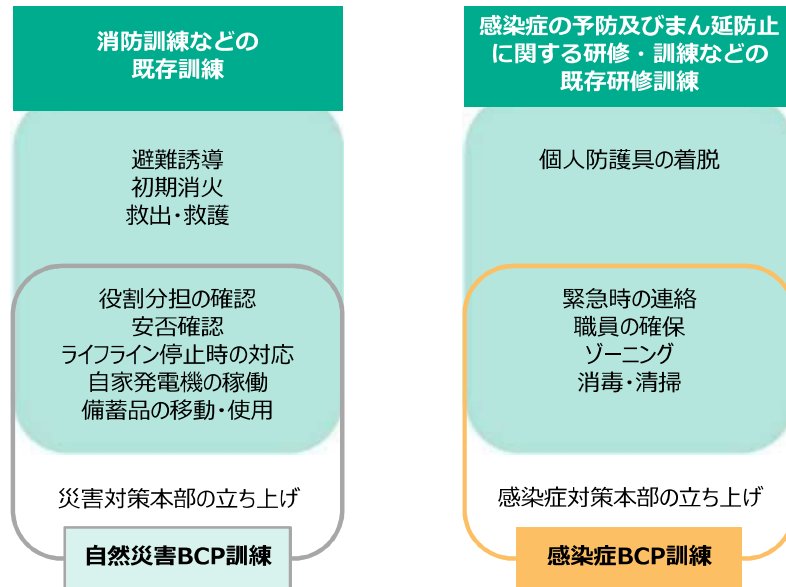 消防訓練などの
既存訓練
避難誘導
初期消火
救出・救護
役割分担の確認
安否確認
ライフライン停止時の対応
自家発電機の稼働
備蓄品の移動・使用
災害対策本部の立ち上げ
自然災害BCP訓練
感染症の予防及びまん延防止
に関する研修・訓練などの
既存研修訓練
個人防護具の着脱
緊急時の連絡
職員の確保
ゾーニング
消毒・清掃
感染症対策本部の立ち上げ
感染症BCP訓練